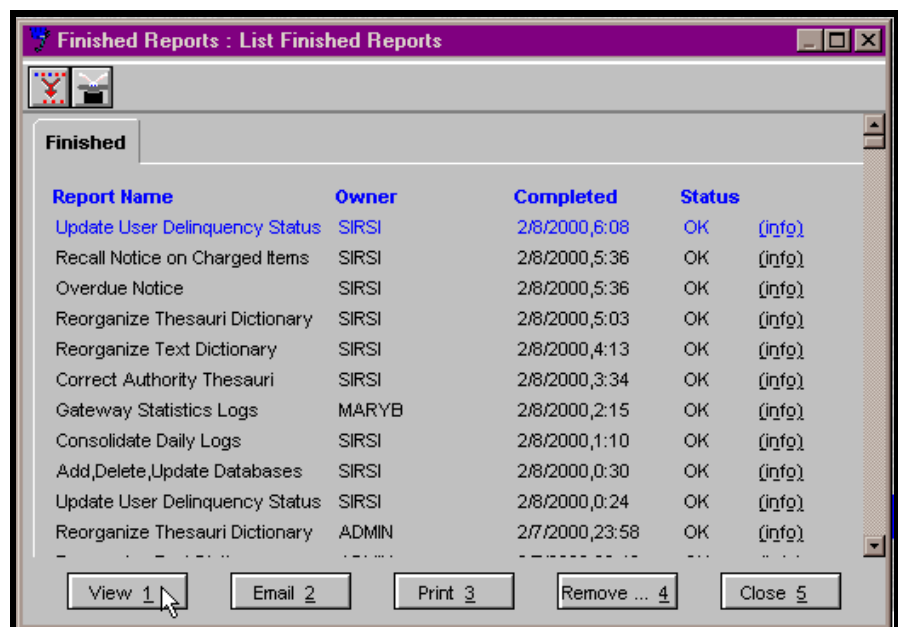 Finished Reports : List Finished Reports
Finished
Report Name Owner Completed Status
Update User Delinquency Status SIRSI 2/8/2000,6:08 OK (info)
Recall Notice on Charged Items SIRSI 2/8/2000,5:36 OK (info)
Overdue Notice SIRSI 2/8/2000,5:36 OK (info)
Reorganize Thesauri Dictionary SIRSI 2/8/2000,5:03 OK (info)
Reorganize Text Dictionary SIRSI 2/8/2000,4:13 OK (info)
Correct Authority Thesauri SIRSI 2/8/2000,3:34 OK (info)
Gateway Statistics Logs MARYB 2/8/2000,2:15 OK (info)
Consolidate Daily Logs SIRSI 2/8/2000,1:10 OK (info)
Add,Delete,Update Databases SIRSI 2/8/2000,0:30 OK (info)
Update User Delinquency Status SIRSI 2/8/2000,0:24 OK (info)
Reorganize Thesauri Dictionary ADMIN 2/7/2000,23:58 OK (info)
View 1 Email 2 Print 3 Remove ... 4 Close 5